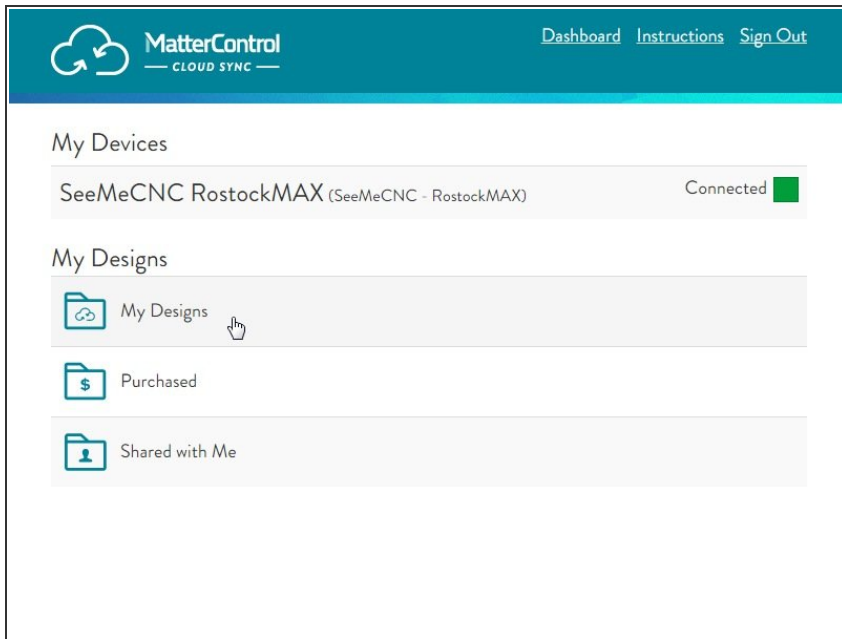 MatterControl
CLOUD SYNC
Dashboard Instructions Sign Out
My Devices
SeeMeCNC RostockMAX (SeeMeCNC - RostockMAX) Connected
My Designs
My Designs
$ Purchased
Shared with Me